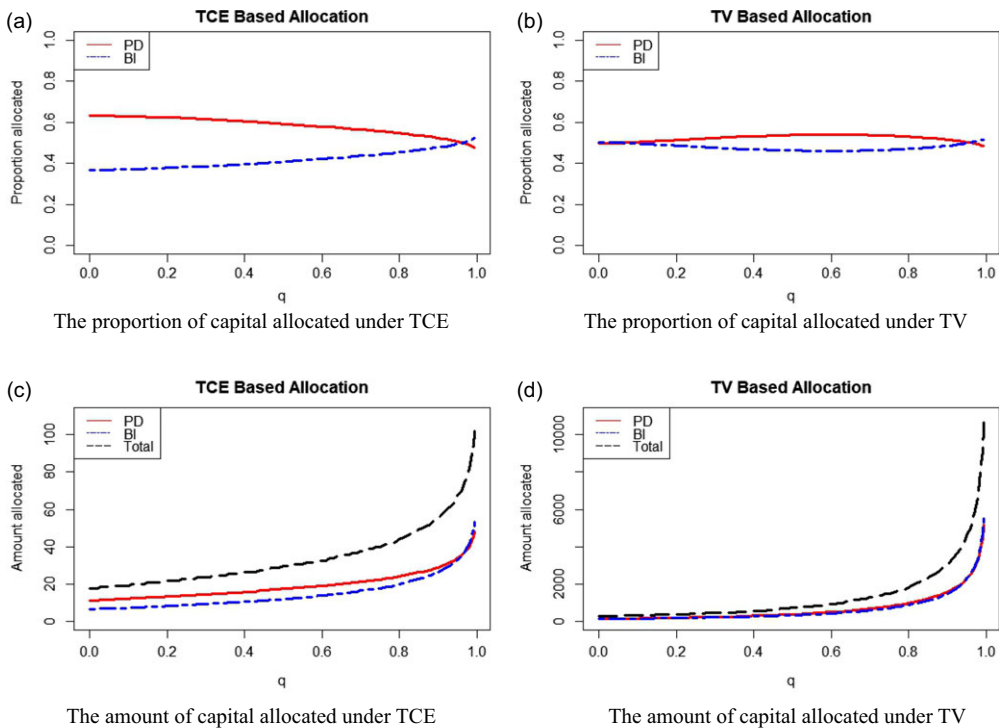 (a)
TCE Based Allocation
PD
BI
Proportion allocated
1.0
0.8
0.6
0.4
0.2
0.0
0.0 0.2 0.4 0.6 0.8 1.0
q
The proportion of capital allocated under TCE
(b)
TV Based Allocation
PD
BI
Proportion allocated
1.0
0.8
0.6
0.4
0.2
0.0
0.0 0.2 0.4 0.6 0.8 1.0
q
The proportion of capital allocated under TV
(c)
TCE Based Allocation
PD
BI
Total
Amount allocated
100
80
60
40
20
0
0.0 0.2 0.4 0.6 0.8 1.0
q
The amount of capital allocated under TCE
(d)
TV Based Allocation
PD
BI
Total
Amount allocated
10000
6000
2000
0
0.0 0.2 0.4 0.6 0.8 1.0
q
The amount of capital allocated under TV